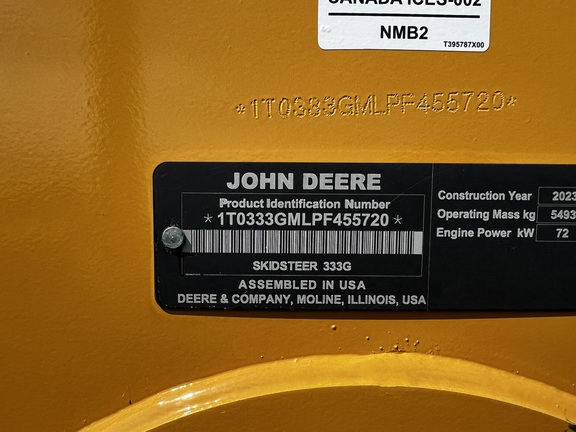 CANADA ICES-002
NMB2
T395787X00
*1T0333GMLPF455720*
JOHN DEERE
Product Identification Number
*1T0333GMLPF455720*
SKIDSTEER 333G
ASSEMBLED IN USA
DEERE & COMPANY, MOLINE, ILLINOIS, USA
Construction Year 2023
Operating Mass kg 5493
Engine Power kW 72